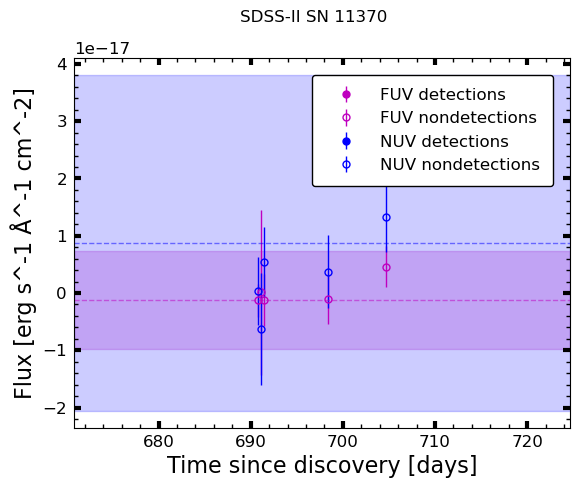 SDSS-II SN 11370
1e−17
4
3
2
1
0
−1
−2
Flux [erg s^-1 Å^-1 cm^-2]
FUV detections
FUV nondetections
NUV detections
NUV nondetections
680 690 700 710 720
Time since discovery [days]